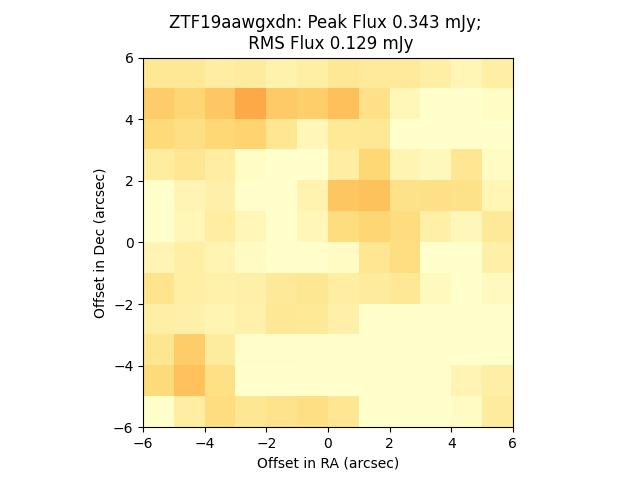 ZTF19aawgxdn: Peak Flux 0.343 mJy;
RMS Flux 0.129 mJy
6
4
2
0
−2
−4
−6
Offset in Dec (arcsec)
−6 −4 −2 0 2 4 6
Offset in RA (arcsec)